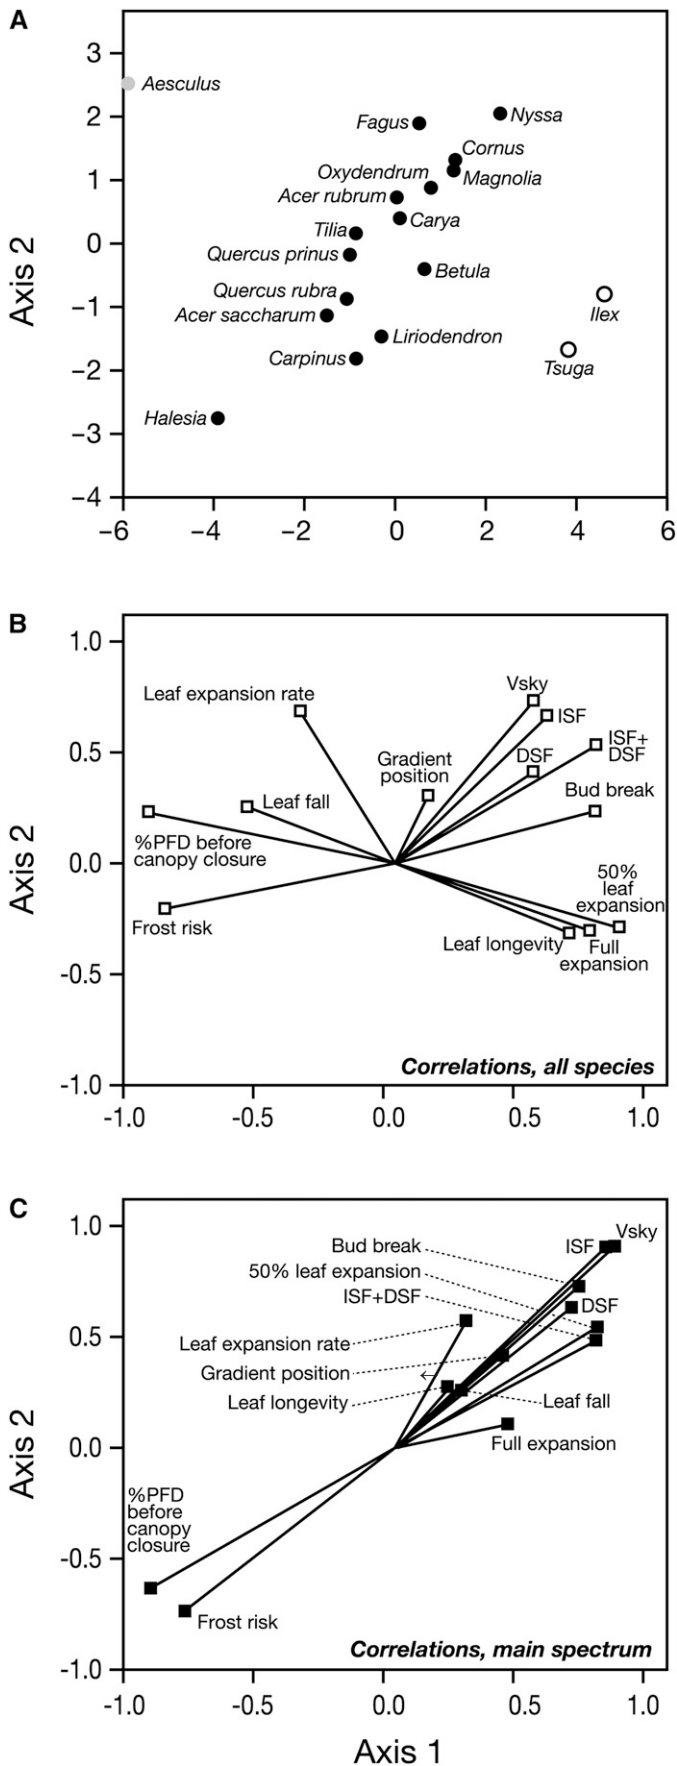 A
3
2
1
0
−1
−2
−3
−4
Axis 2
Aesculus
Fagus
Nyssa
Cornus
Oxydendrum
Magnolia
Acer rubrum
Carya
Tilia
Quercus prinus
Betula
Quercus rubra
Ilex
Acer saccharum
Liriodendron
Carpinus
Tsuga
Halesia
−6 −4 −2 0 2 4 6
B
1.0
0.5
0.0
-0.5
-1.0
Axis 2
Leaf expansion rate
Vsky
ISF
ISF+
DSF
DSF
Gradient
position
Bud break
Leaf fall
%PFD before
canopy closure
50%
leaf
expansion
Frost risk
Leaf longevity
Full
expansion
Correlations, all species
-1.0 -0.5 0.0 0.5 1.0
C
1.0
0.5
0.0
-0.5
-1.0
Axis 2
Vsky
ISF
Bud break
50% leaf expansion
ISF+DSF
DSF
Leaf expansion rate
Gradient position
←
Leaf longevity
Leaf fall
Full expansion
%PFD
before
canopy
closure
Frost risk
Correlations, main spectrum
-1.0 -0.5 0.0 0.5 1.0
Axis 1